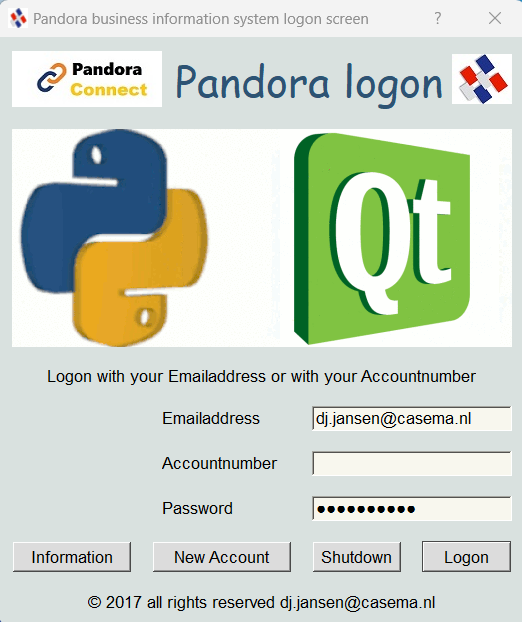 Pandora business information system logon screen
Pandora
Connect
Pandora logon
Qt
Logon with your Emailaddress or with your Accountnumber
Emailaddress dj.jansen@casema.nl
Accountnumber
Password ●●●●●●●●●●
Information New Account Shutdown Logon
© 2017 all rights reserved dj.jansen@casema.nl